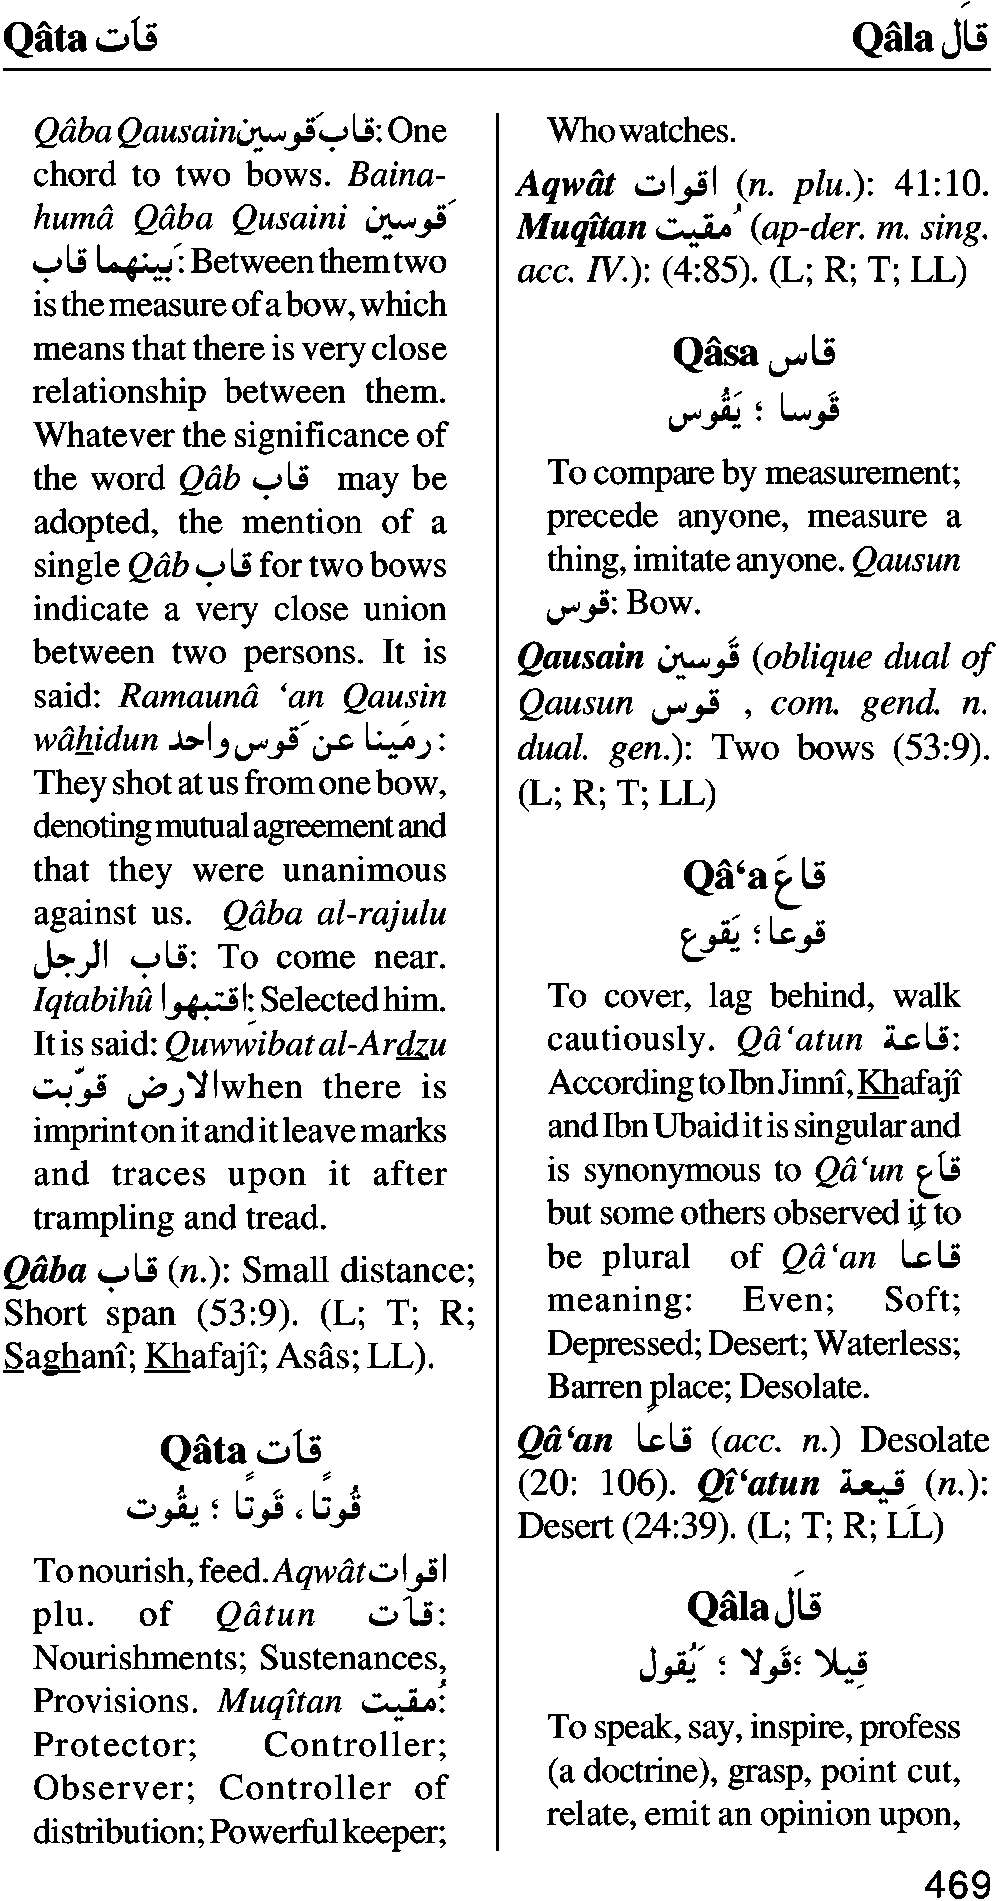 Qâta قاَت
Qâla قاَلَ
Qâba Qausain قاب قَوسين: One
chord to two bows. Baina-
humâ Qâba Qusaini قَوسين
بَينهما قاب: Between them two
is the measure of a bow, which
means that there is very close
relationship between them.
Whatever the significance of
the word Qâb قاب may be
adopted, the mention of a
single Qâb قاب for two bows
indicate a very close union
between two persons. It is
said: Ramaunâ ‘an Qausin
wâhidun رمَينا عن قَوس واحد:
They shot at us from one bow,
denoting mutual agreement and
that they were unanimous
against us. Qâba al-rajulu
قاب الرجل: To come near.
Iqtabihû اِقتبهوا: Selected him.
It is said: Quwwibat al-Ardzu
الارض قوّبت when there is
imprint on it and it leave marks
and traces upon it after
trampling and tread.
Qâba قاب (n.): Small distance;
Short span (53:9). (L; T; R;
Saghanî; Khafajî; Asâs; LL).
Qâta قاَت
قُوتًا، قَوتًا ؛ يقُوت
To nourish, feed. Aqwât اقوات
plu. of Qâtun قاَت:
Nourishments; Sustenances,
Provisions. Muqîtan مُقيت:
Protector; Controller;
Observer; Controller of
distribution; Powerful keeper;
Who watches.
Aqwât اقوات (n. plu.): 41:10.
Muqîtan مُقيت (ap-der. m. sing.
acc. IV.): (4:85). (L; R; T; LL)
Qâsa قاس
قَوسا ؛ يَقُوس
To compare by measurement;
precede anyone, measure a
thing, imitate anyone. Qausun
قوس: Bow.
Qausain قَوسين (oblique dual of
Qausun قوس , com. gend. n.
dual. gen.): Two bows (53:9).
(L; R; T; LL)
Qâ‘a قاعَ
قوعا ؛ يَقوع
To cover, lag behind, walk
cautiously. Qâ‘atun قاعة:
According to Ibn Jinnî, Khafajî
and Ibn Ubaid it is singular and
is synonymous to Qâ‘un قاَع
but some others observed it to
be plural of Qâ‘an قاعاً
meaning: Even; Soft;
Depressed; Desert; Waterless;
Barren place; Desolate.
Qâ‘an قاعاً (acc. n.) Desolate
(20: 106). Qî‘atun قيعة (n.):
Desert (24:39). (L; T; R; LL)
Qâla قاَلَ
قِيلا ؛ قَولا ؛ يَقُول
To speak, say, inspire, profess
(a doctrine), grasp, point cut,
relate, emit an opinion upon,
469